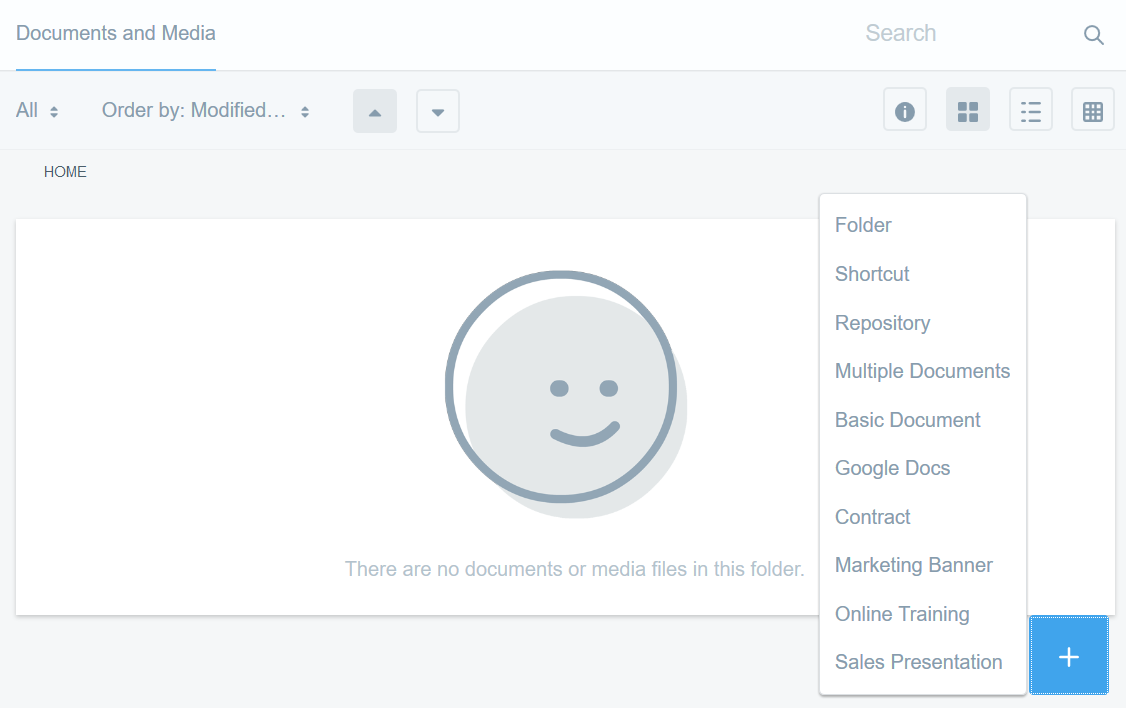 Documents and Media
Search
All
Order by: Modified...
HOME
Folder
Shortcut
Repository
Multiple Documents
Basic Document
Google Docs
Contract
Marketing Banner
Online Training
Sales Presentation
There are no documents or media files in this folder.